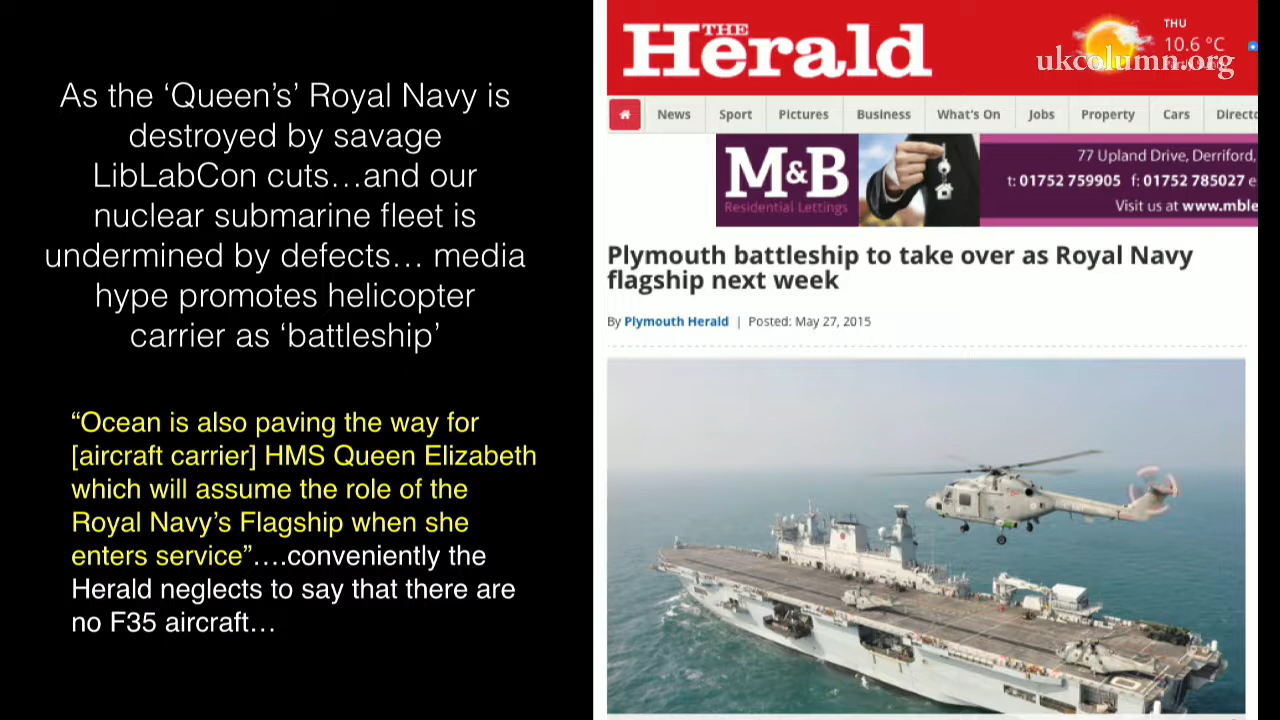 As the ‘Queen’s’ Royal Navy is
destroyed by savage
LibLabCon cuts…and our
nuclear submarine fleet is
undermined by defects… media
hype promotes helicopter
carrier as ‘battleship’
“Ocean is also paving the way for
[aircraft carrier] HMS Queen Elizabeth
which will assume the role of the
Royal Navy’s Flagship when she
enters service”….conveniently the
Herald neglects to say that there are
no F35 aircraft…
THE
Herald
THU
10.6 °C
ukcolumn.org
News Sport Pictures Business What's On Jobs Property Cars Directo
M&B
Residential Lettings
77 Upland Drive, Derriford,
t: 01752 759905 f: 01752 785027 e
Visit us at www.mble
Plymouth battleship to take over as Royal Navy
flagship next week
By Plymouth Herald | Posted: May 27, 2015